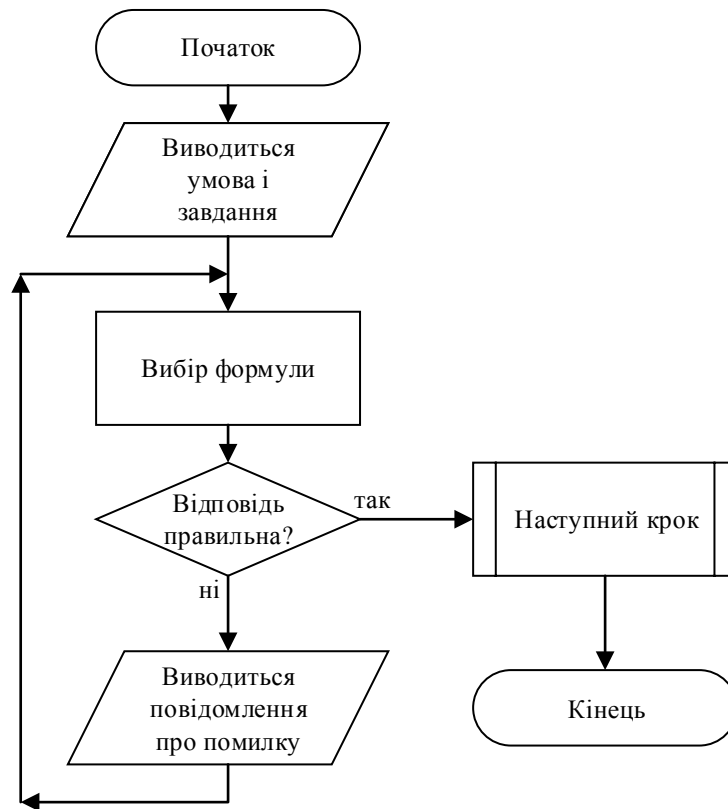 Початок
Виводиться
умова і
завдання
Вибір формули
Відповідь
правильна?
так
Наступний крок
ні
Виводиться
повідомлення
про помилку
Кінець